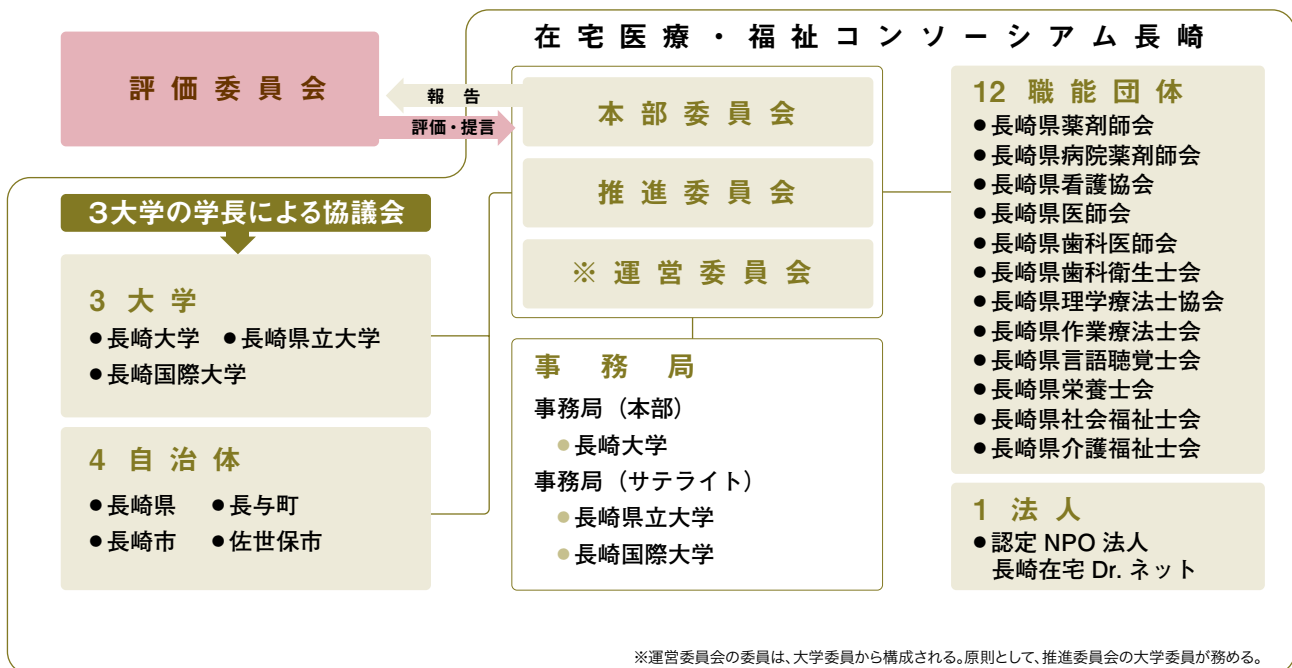 在宅医療・福祉コンソーシアム長崎
評価委員会
報告
評価・提言
本部委員会
推進委員会
※運営委員会
3大学の学長による協議会
3大学
●長崎大学 ●長崎県立大学
●長崎国際大学
4自治体
●長崎県 ●長与町
●長崎市 ●佐世保市
事務局
事務局（本部）
●長崎大学
事務局（サテライト）
●長崎県立大学
●長崎国際大学
12職能団体
●長崎県薬剤師会
●長崎県病院薬剤師会
●長崎県看護協会
●長崎県医師会
●長崎県歯科医師会
●長崎県歯科衛生士会
●長崎県理学療法士協会
●長崎県作業療法士会
●長崎県言語聴覚士会
●長崎県栄養士会
●長崎県社会福祉士会
●長崎県介護福祉士会
1法人
●認定 NPO 法人
長崎在宅 Dr. ネット
※運営委員会の委員は、大学委員から構成される。原則として、推進委員会の大学委員が務める。